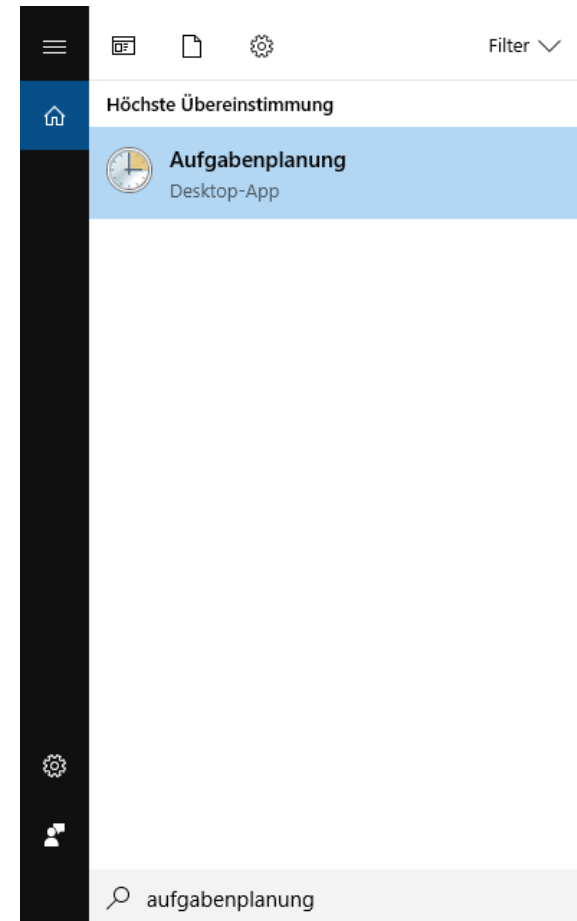 Filter
Höchste Übereinstimmung
Aufgabenplanung
Desktop-App
aufgabenplanung